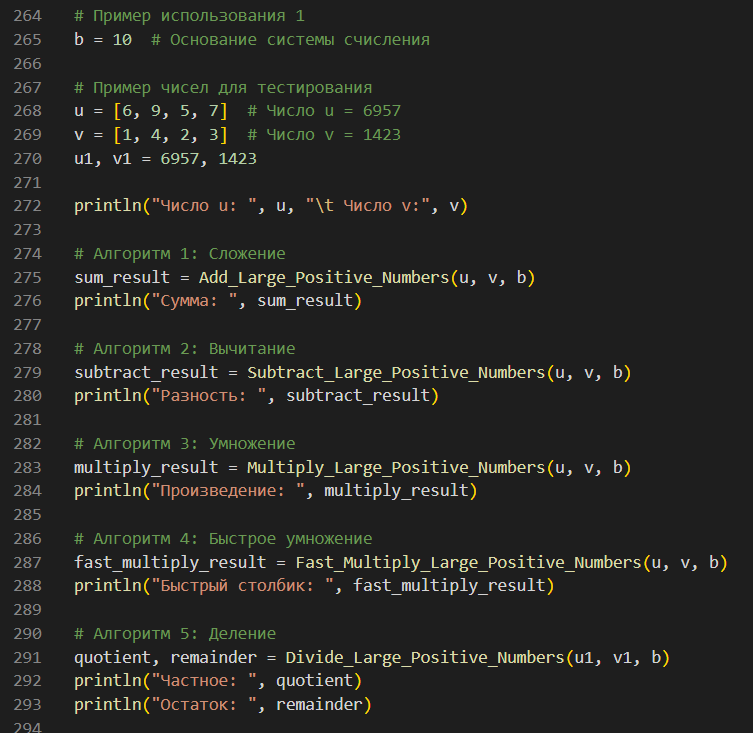 264 # Пример использования 1
265 b = 10  # Основание системы счисления
266
267 # Пример чисел для тестирования
268 u = [6, 9, 5, 7]  # Число u = 6957
269 v = [1, 4, 2, 3]  # Число v = 1423
270 u1, v1 = 6957, 1423
271
272 println("Число u: ", u, "\t Число v:", v)
273
274 # Алгоритм 1: Сложение
275 sum_result = Add_Large_Positive_Numbers(u, v, b)
276 println("Сумма: ", sum_result)
277
278 # Алгоритм 2: Вычитание
279 subtract_result = Subtract_Large_Positive_Numbers(u, v, b)
280 println("Разность: ", subtract_result)
281
282 # Алгоритм 3: Умножение
283 multiply_result = Multiply_Large_Positive_Numbers(u, v, b)
284 println("Произведение: ", multiply_result)
285
286 # Алгоритм 4: Быстрое умножение
287 fast_multiply_result = Fast_Multiply_Large_Positive_Numbers(u, v, b)
288 println("Быстрый столбик: ", fast_multiply_result)
289
290 # Алгоритм 5: Деление
291 quotient, remainder = Divide_Large_Positive_Numbers(u1, v1, b)
292 println("Частное: ", quotient)
293 println("Остаток: ", remainder)
294